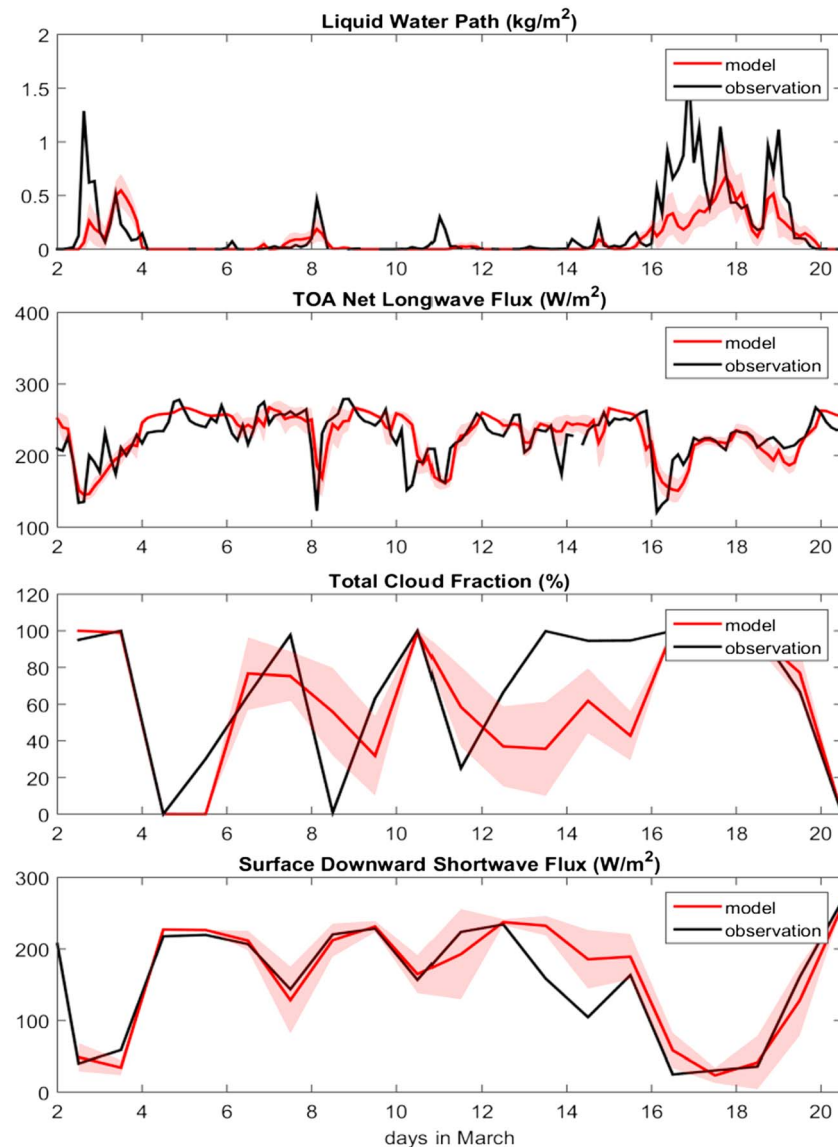 Liquid Water Path (kg/m²)
2
1.5
1
0.5
0
model
observation
2 4 6 8 10 12 14 16 18 20
TOA Net Longwave Flux (W/m²)
400
300
200
100
model
observation
2 4 6 8 10 12 14 16 18 20
Total Cloud Fraction (%)
120
100
80
60
40
20
0
model
observation
2 4 6 8 10 12 14 16 18 20
Surface Downward Shortwave Flux (W/m²)
300
200
100
0
model
observation
2 4 6 8 10 12 14 16 18 20
days in March